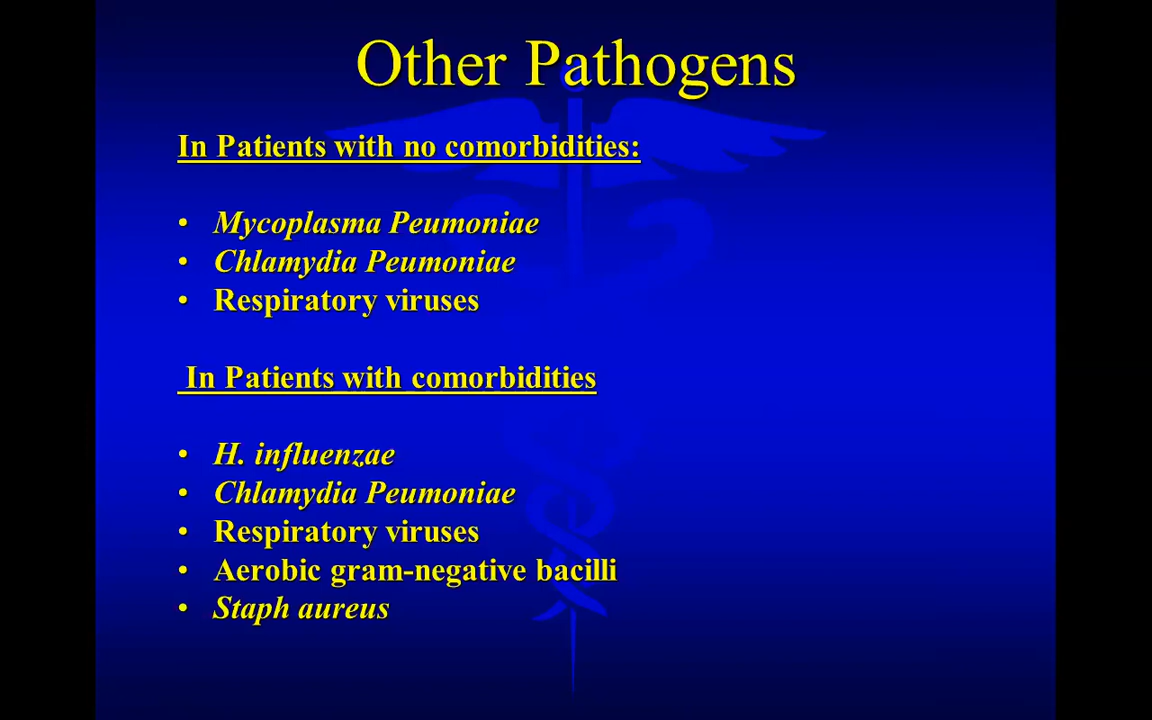 Other Pathogens
In Patients with no comorbidities:
• Mycoplasma Peumoniae
• Chlamydia Peumoniae
• Respiratory viruses
In Patients with comorbidities
• H. influenzae
• Chlamydia Peumoniae
• Respiratory viruses
• Aerobic gram-negative bacilli
• Staph aureus